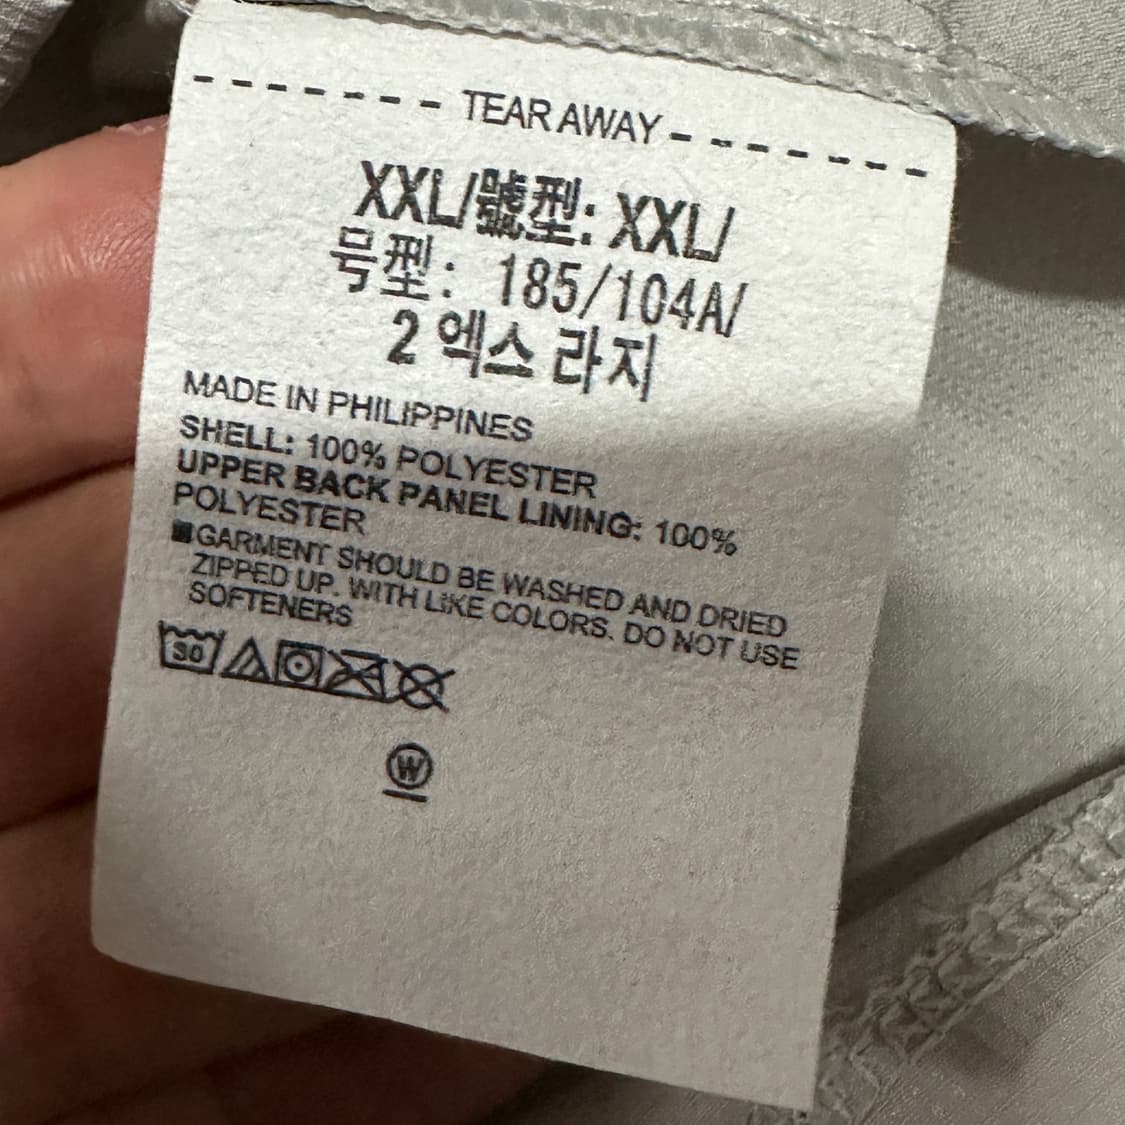 TEAR AWAY
XXL/號型: XXL/
号型: 185/104A/
2 엑스 라지
MADE IN PHILIPPINES
SHELL: 100% POLYESTER
UPPER BACK PANEL LINING: 100%
POLYESTER
■GARMENT SHOULD BE WASHED AND DRIED
ZIPPED UP. WITH LIKE COLORS. DO NOT USE
SOFTENERS
30
W